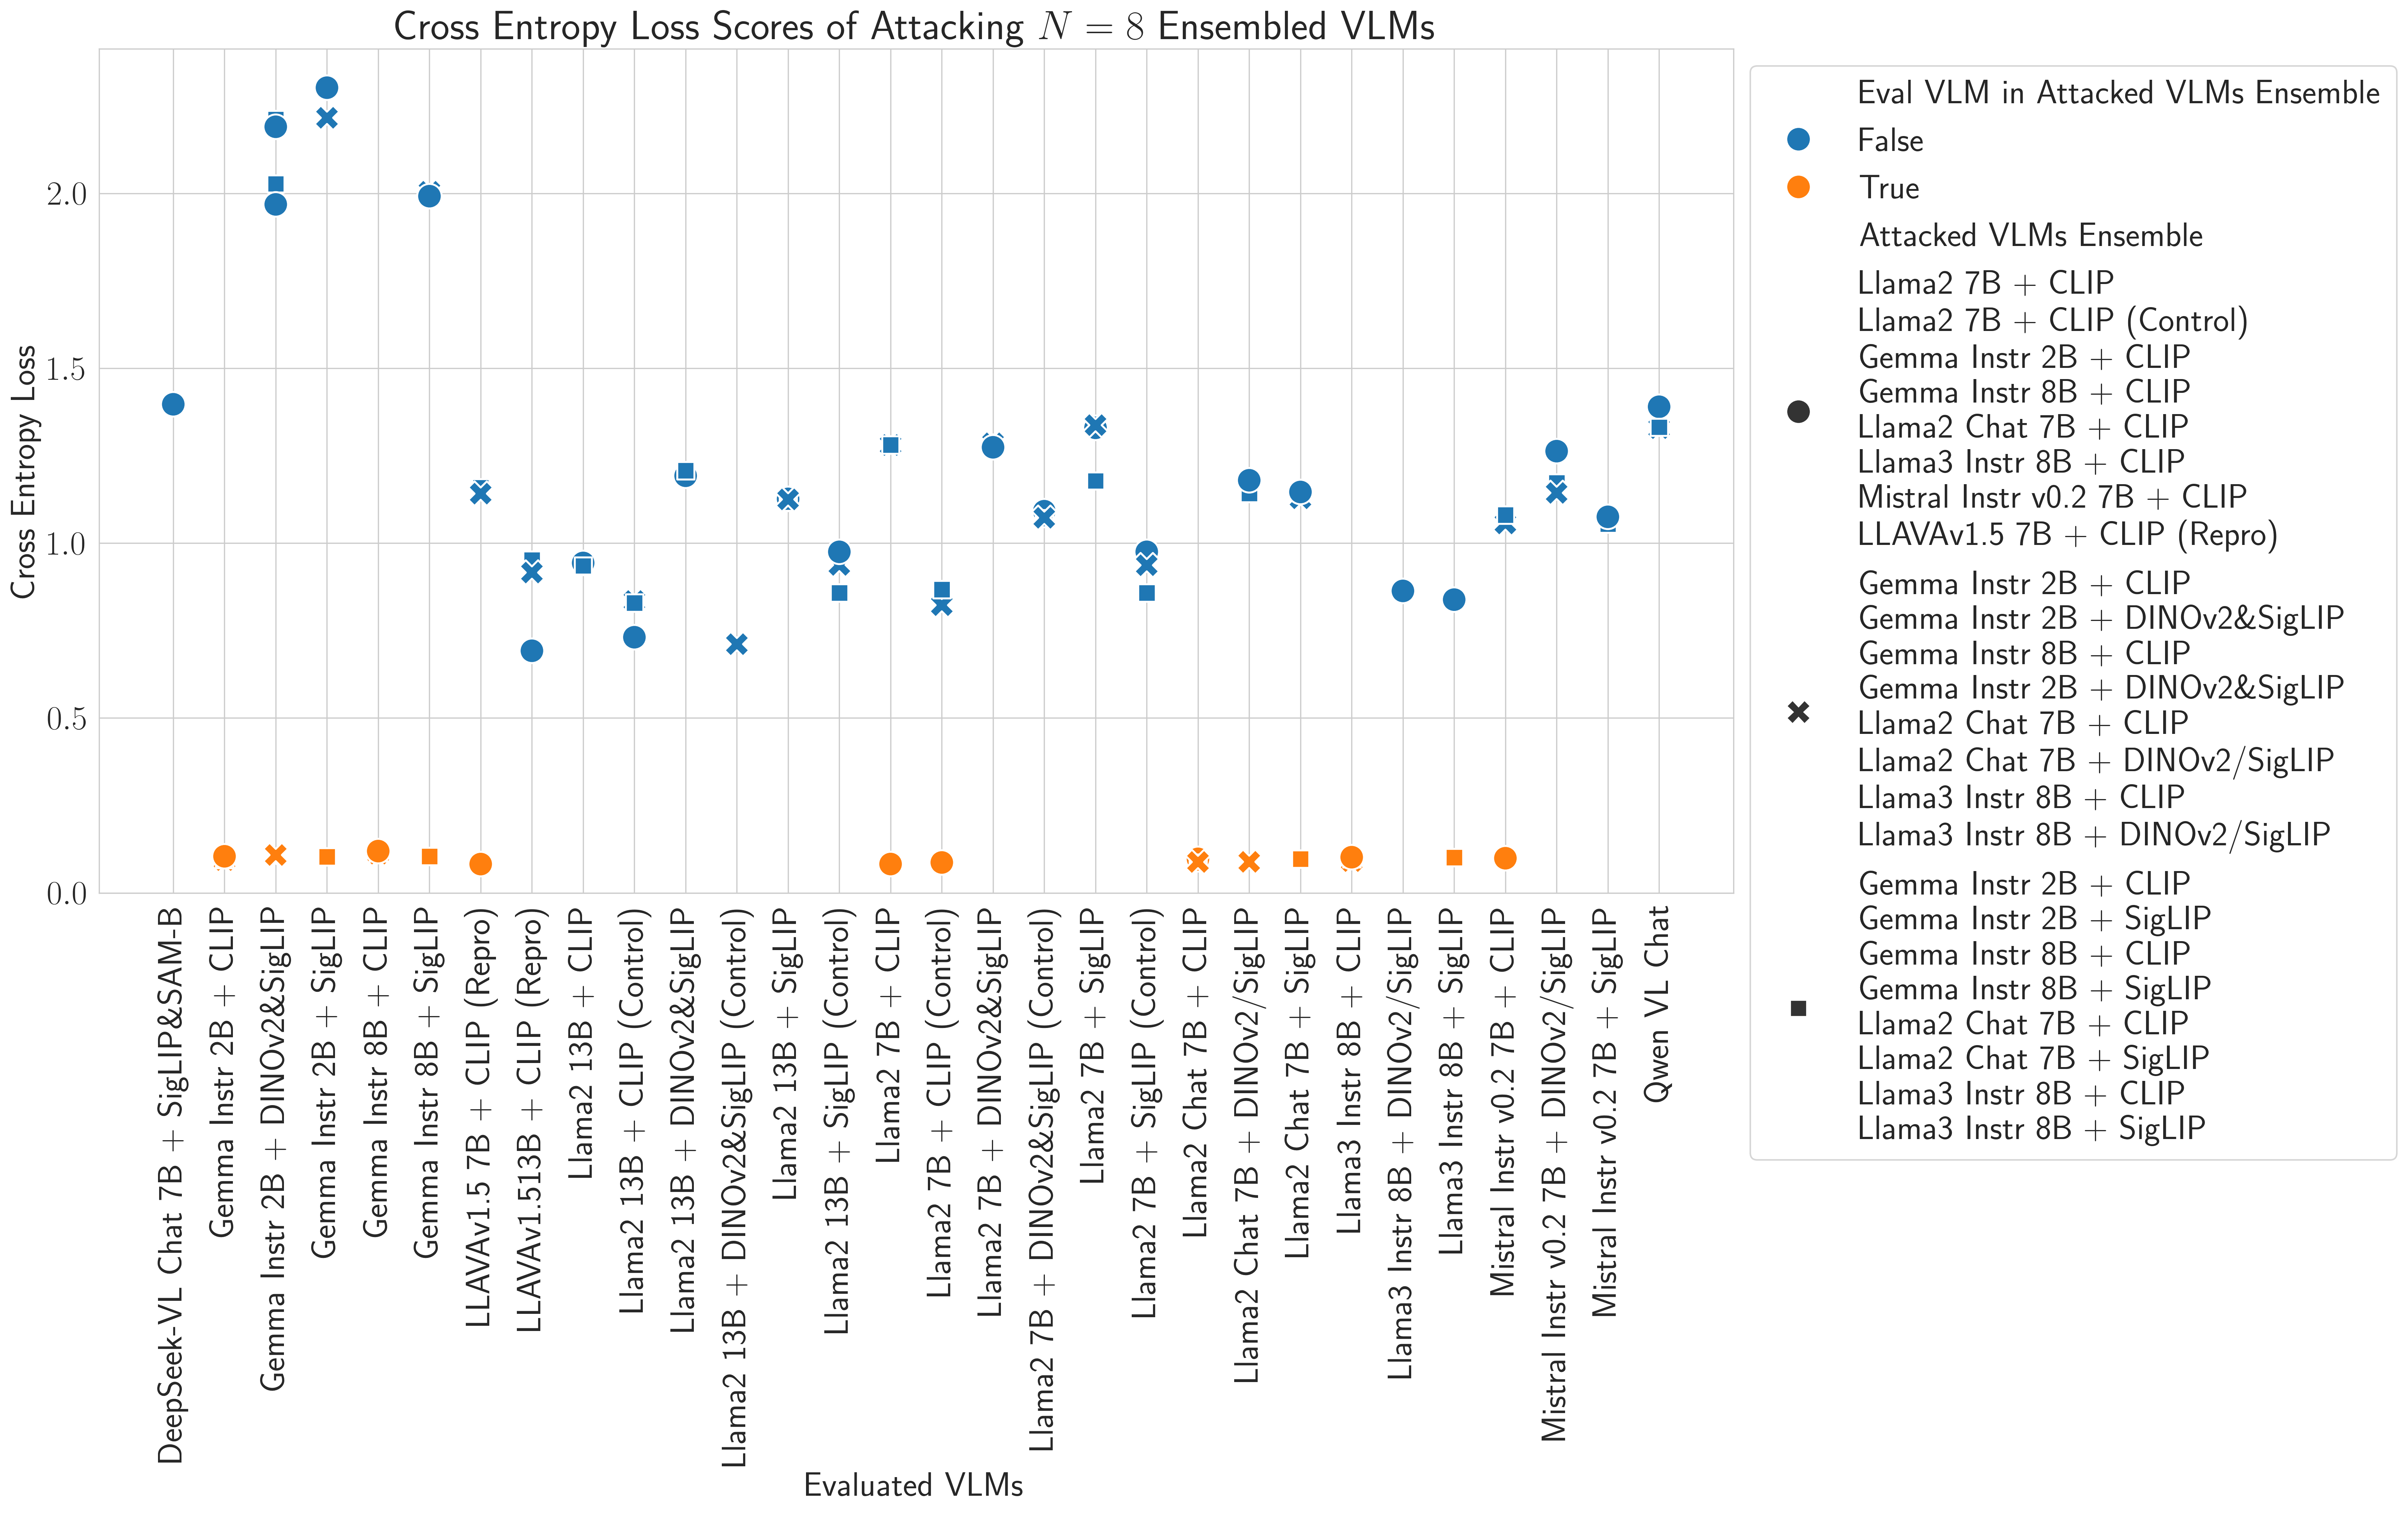 Cross Entropy Loss Scores of Attacking N = 8 Ensembled VLMs
Cross Entropy Loss
2.0
1.5
1.0
0.5
0.0
DeepSeek-VL Chat 7B + SigLIP&SAM-B
Gemma Instr 2B + CLIP
Gemma Instr 2B + DINOv2&SigLIP
Gemma Instr 2B + SigLIP
Gemma Instr 8B + CLIP
Gemma Instr 8B + SigLIP
LLAVAv1.5 7B + CLIP (Repro)
LLAVAv1.513B + CLIP (Repro)
Llama2 13B + CLIP
Llama2 13B + CLIP (Control)
Llama2 13B + DINOv2&SigLIP
Llama2 13B + DINOv2&SigLIP (Control)
Llama2 13B + SigLIP
Llama2 13B + SigLIP (Control)
Llama2 7B + CLIP
Llama2 7B + CLIP (Control)
Llama2 7B + DINOv2&SigLIP
Llama2 7B + DINOv2&SigLIP (Control)
Llama2 7B + SigLIP
Llama2 7B + SigLIP (Control)
Llama2 Chat 7B + CLIP
Llama2 Chat 7B + DINOv2/SigLIP
Llama2 Chat 7B + SigLIP
Llama3 Instr 8B + CLIP
Llama3 Instr 8B + DINOv2/SigLIP
Llama3 Instr 8B + SigLIP
Mistral Instr v0.2 7B + CLIP
Mistral Instr v0.2 7B + DINOv2/SigLIP
Mistral Instr v0.2 7B + SigLIP
Qwen VL Chat
Evaluated VLMs
Eval VLM in Attacked VLMs Ensemble
False
True
Attacked VLMs Ensemble
Llama2 7B + CLIP
Llama2 7B + CLIP (Control)
Gemma Instr 2B + CLIP
Gemma Instr 8B + CLIP
Llama2 Chat 7B + CLIP
Llama3 Instr 8B + CLIP
Mistral Instr v0.2 7B + CLIP
LLAVAv1.5 7B + CLIP (Repro)
Gemma Instr 2B + CLIP
Gemma Instr 2B + DINOv2&SigLIP
Gemma Instr 8B + CLIP
Gemma Instr 2B + DINOv2&SigLIP
Llama2 Chat 7B + CLIP
Llama2 Chat 7B + DINOv2/SigLIP
Llama3 Instr 8B + CLIP
Llama3 Instr 8B + DINOv2/SigLIP
Gemma Instr 2B + CLIP
Gemma Instr 2B + SigLIP
Gemma Instr 8B + CLIP
Gemma Instr 8B + SigLIP
Llama2 Chat 7B + CLIP
Llama2 Chat 7B + SigLIP
Llama3 Instr 8B + CLIP
Llama3 Instr 8B + SigLIP